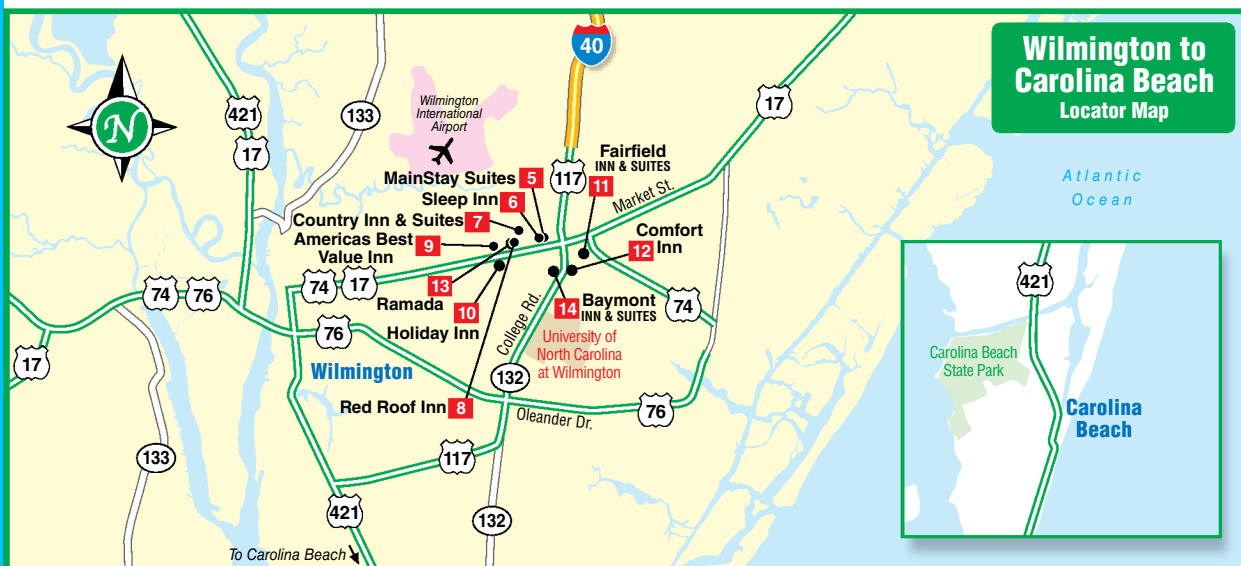 Wilmington to
Carolina Beach
Locator Map
N
40
421
17
133
Wilmington
International
Airport
17
117
Fairfield
INN & SUITES
11
Market St.
MainStay Suites 5
Sleep Inn 6
Country Inn & Suites 7
Americas Best
Value Inn
9
Comfort
Inn
12
13
Ramada
10
Holiday Inn
14
Baymont
INN & SUITES
74
76
74
17
76
74
17
College Rd.
University of
North Carolina
at Wilmington
Wilmington
132
Red Roof Inn 8
Oleander Dr.
76
117
133
421
132
To Carolina Beach
Atlantic
Ocean
421
Carolina Beach
State Park
Carolina
Beach